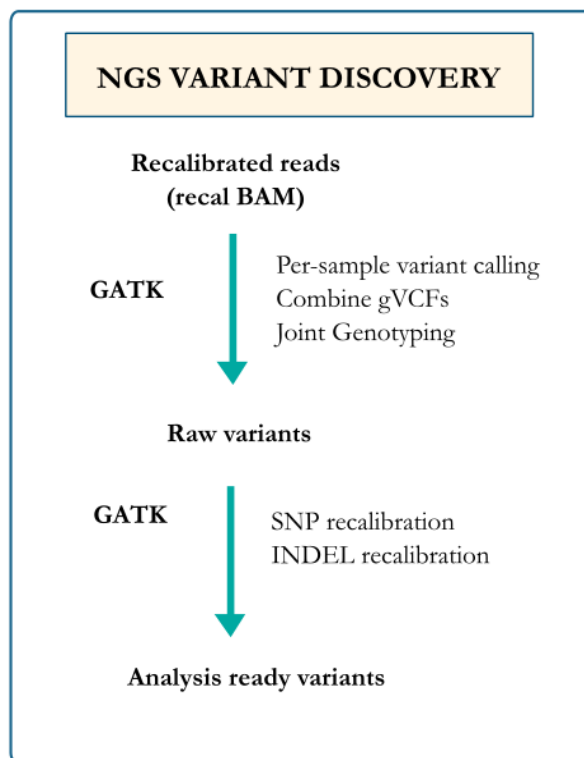 NGS VARIANT DISCOVERY
Recalibrated reads
(recal BAM)
GATK
Per-sample variant calling
Combine gVCFs
Joint Genotyping
Raw variants
GATK
SNP recalibration
INDEL recalibration
Analysis ready variants